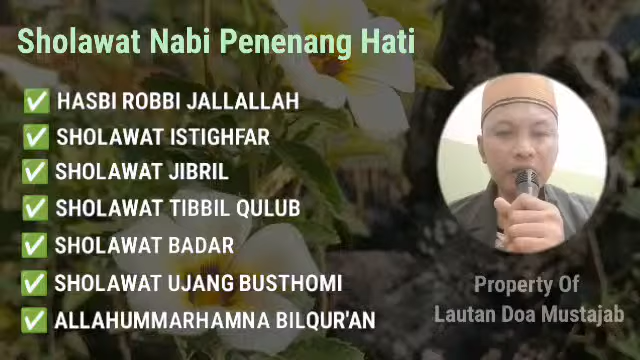 Sholawat Nabi Penenang Hati
✅ HASBI ROBBI JALLALLAH
✅ SHOLAWAT ISTIGHFAR
✅ SHOLAWAT JIBRIL
✅ SHOLAWAT TIBBIL QULUB
✅ SHOLAWAT BADAR
✅ SHOLAWAT UJANG BUSTHOMI
✅ ALLAHUMMARHAMNA BILQUR'AN
Property Of
Lautan Doa Mustajab